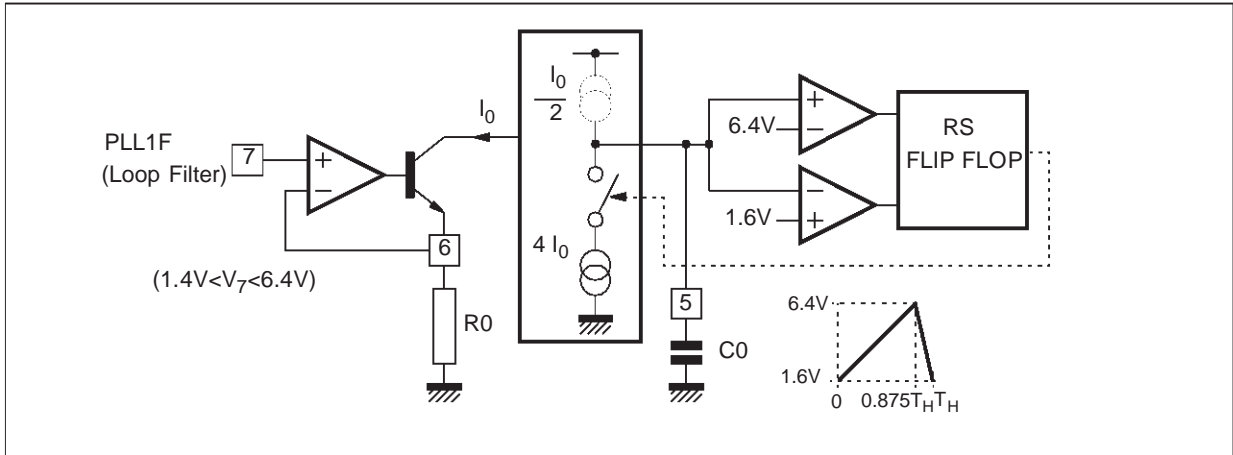 I0
2
I0
PLL1F
(Loop Filter)
7
+
−
6
(1.4V<V7<6.4V)
R0
4 I0
5
C0
+
6.4V −
−
1.6V +
RS
FLIP FLOP
6.4V
1.6V
0
0.875TH TH